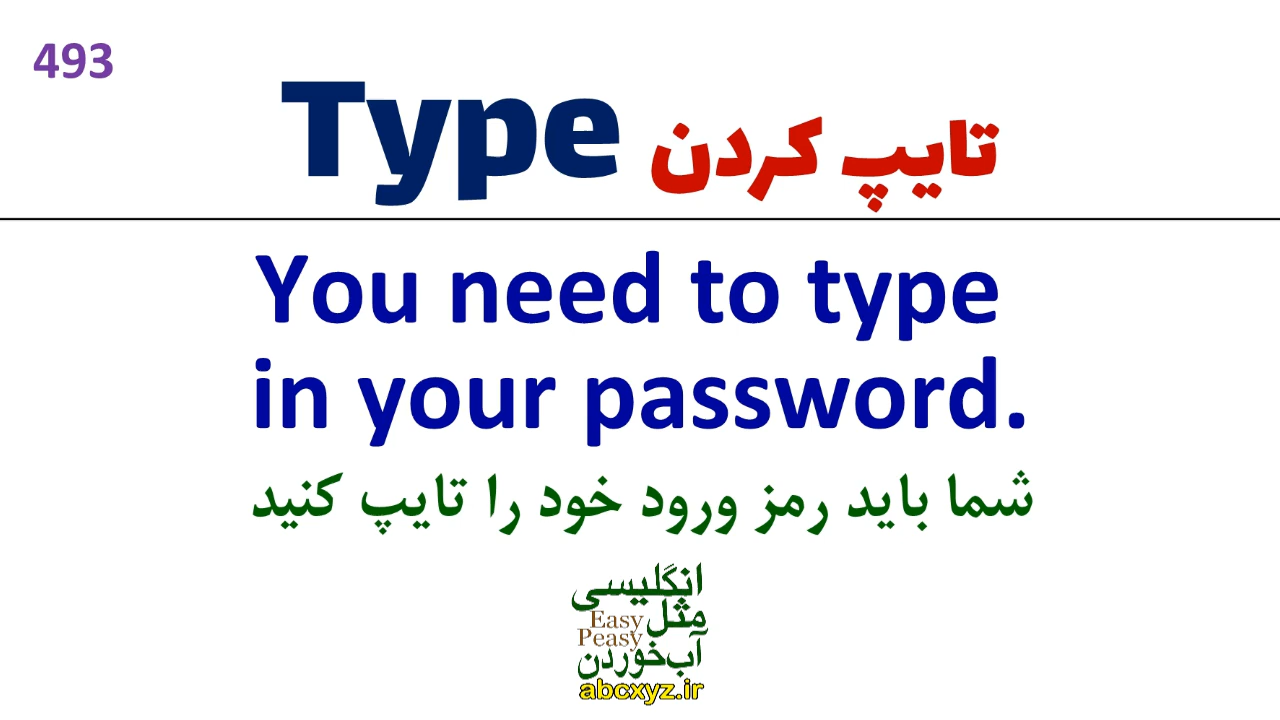 493
Type تایپ کردن
You need to type
in your password.
شما باید رمز ورود خود را تایپ کنید
انگلیسی
مثل Easy
Peasy
آب‌خوردن
abcxyz.ir